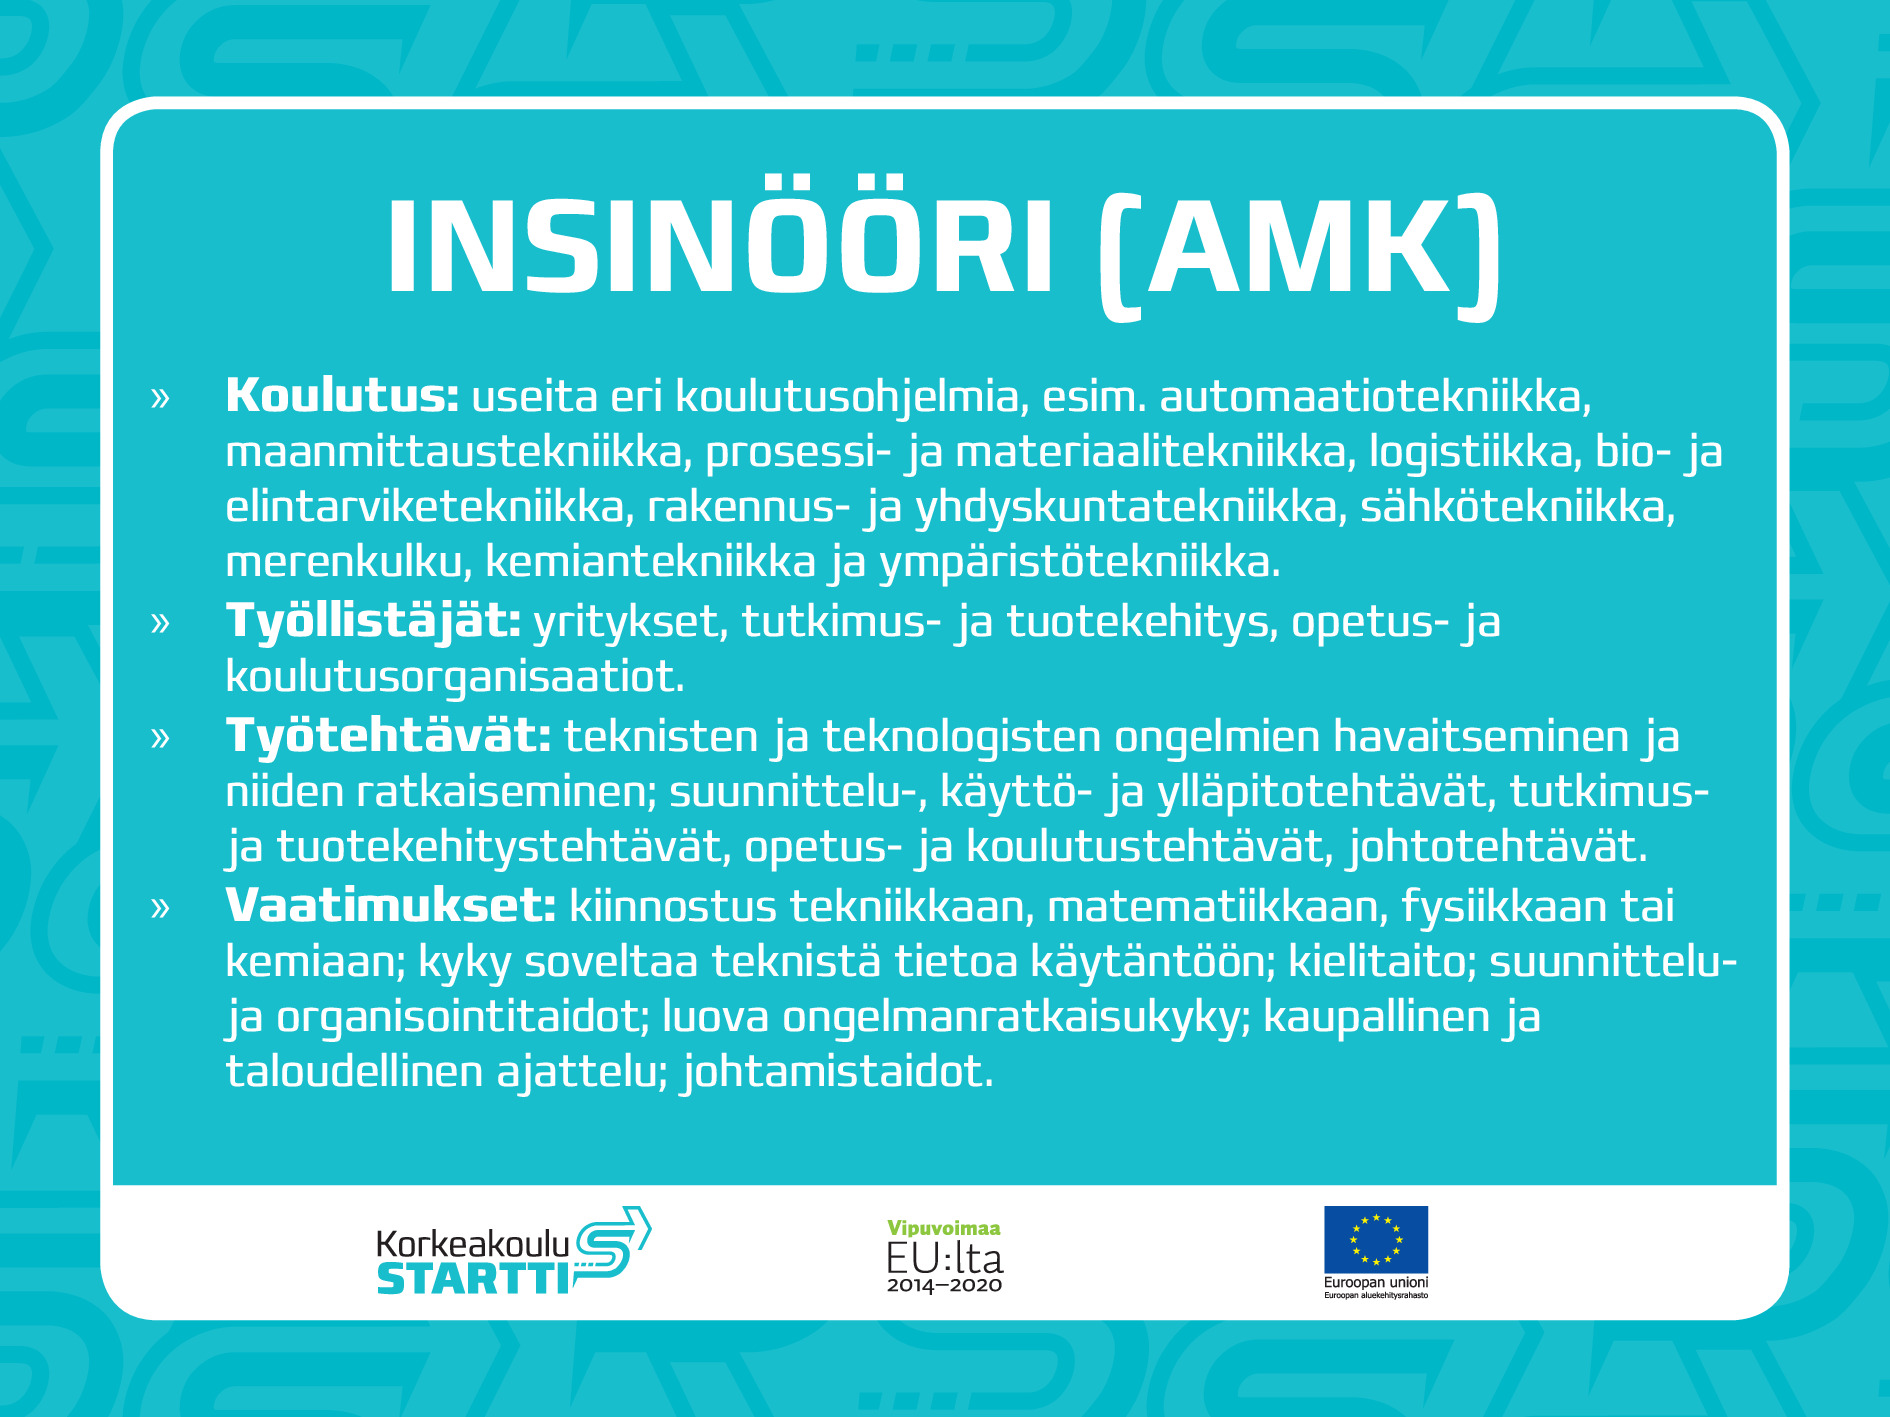 INSINÖÖRI (AMK)
» Koulutus: useita eri koulutusohjelmia, esim. automaatiotekniikka,
maanmittaustekniikka, prosessi- ja materiaalitekniikka, logistiikka, bio- ja
elintarviketekniikka, rakennus- ja yhdyskuntatekniikka, sähkötekniikka,
merenkulku, kemiantekniikka ja ympäristötekniikka.
» Työllistäjät: yritykset, tutkimus- ja tuotekehitys, opetus- ja
koulutusorganisaatiot.
» Työtehtävät: teknisten ja teknologisten ongelmien havaitseminen ja
niiden ratkaiseminen; suunnittelu-, käyttö- ja ylläpitotehtävät, tutkimus-
ja tuotekehitystehtävät, opetus- ja koulutustehtävät, johtotehtävät.
» Vaatimukset: kiinnostus tekniikkaan, matematiikkaan, fysiikkaan tai
kemiaan; kyky soveltaa teknistä tietoa käytäntöön; kielitaito; suunnittelu-
ja organisointitaidot; luova ongelmanratkaisukyky; kaupallinen ja
taloudellinen ajattelu; johtamistaidot.
Korkeakoulu
STARTTI
Vipuvoimaa
EU:lta
2014–2020
Euroopan unioni
Euroopan aluekehitysrahasto